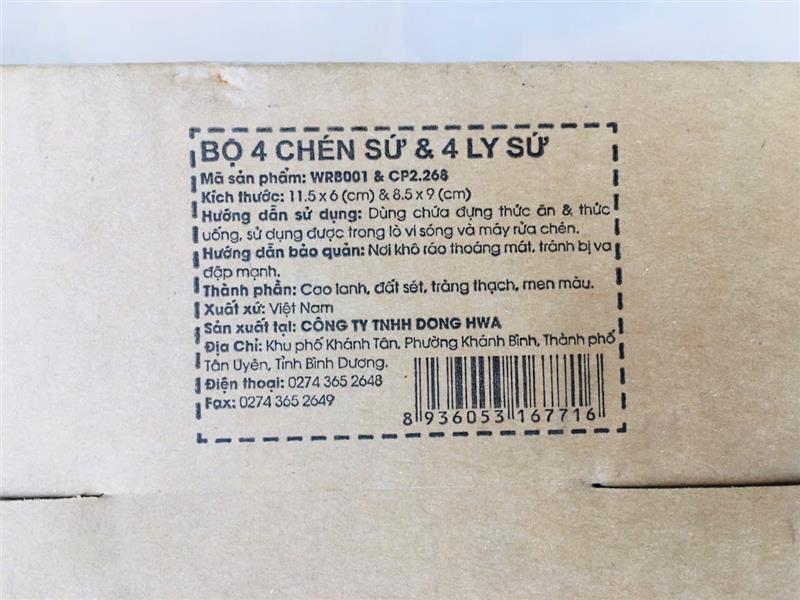 BỘ 4 CHÉN SỨ & 4 LY SỨ
Mã sản phẩm: WRB001 & CP2.268
Kích thước: 11.5 x 6 (cm) & 8.5 x 9 (cm)
Hướng dẫn sử dụng: Dùng chứa đựng thức ăn & thức
uống, sử dụng được trong lò vi sóng và máy rửa chén.
Hướng dẫn bảo quản: Nơi khô ráo thoáng mát, tránh bị va
đập mạnh.
Thành phần: Cao lanh, đất sét, tràng thạch, men màu.
Xuất xứ: Việt Nam
Sản xuất tại: CÔNG TY TNHH DONG HWA
Địa Chỉ: Khu phố Khánh Tân, Phường Khánh Bình, Thành phố
Tân Uyên, Tỉnh Bình Dương.
Điện thoại: 0274 365 2648
Fax: 0274 365 2649
8 936053 167716